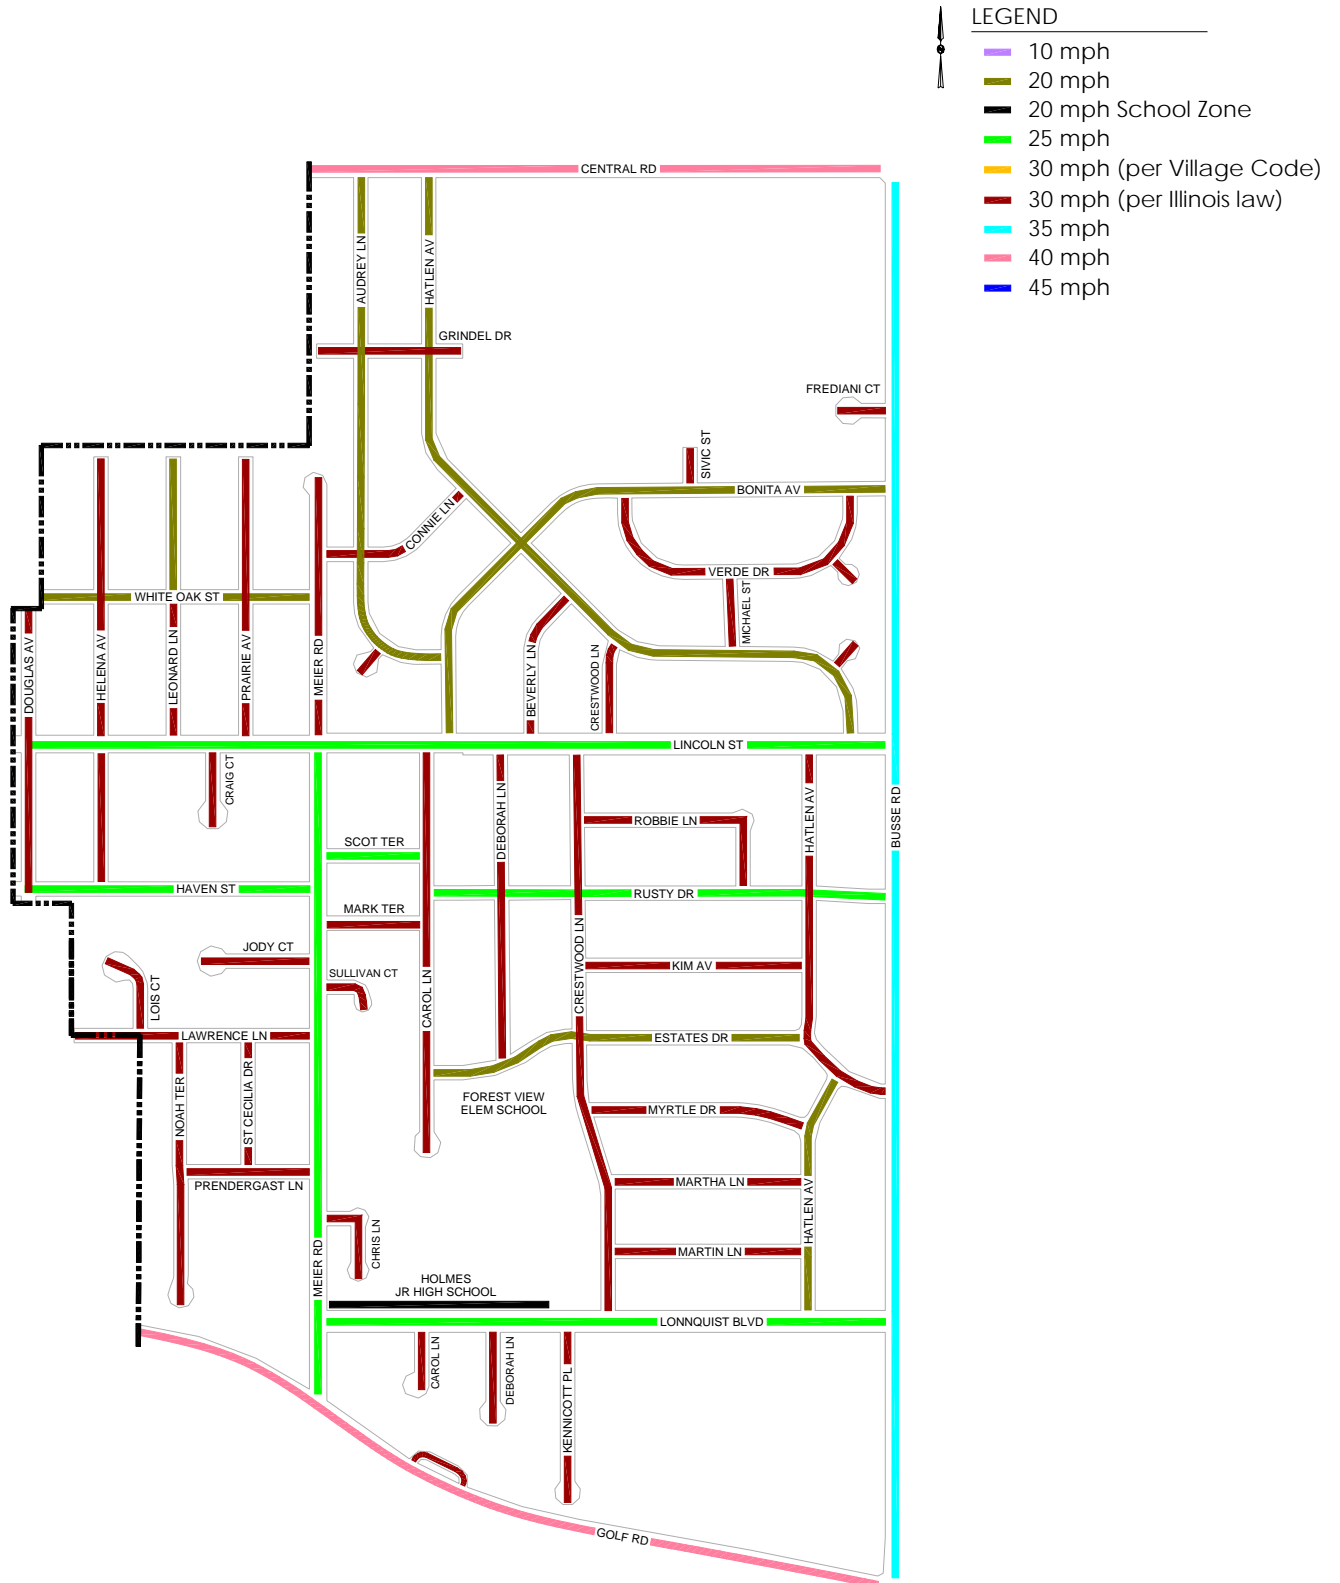 LEGEND
10 mph
20 mph
20 mph School Zone
25 mph
30 mph (per Village Code)
30 mph (per Illinois law)
35 mph
40 mph
45 mph
CENTRAL RD
AUDREY LN
HATLEN AV
GRINDEL DR
FREDIANI CT
SIVIC ST
BONITA AV
CONNIE LN
VERDE DR
MICHAEL ST
WHITE OAK ST
DOUGLAS AV
HELENA AV
LEONARD LN
PRAIRIE AV
MEIER RD
BEVERLY LN
CRESTWOOD LN
LINCOLN ST
CRAIG CT
DEBORAH LN
HATLEN AV
BUSSE RD
ROBBIE LN
SCOT TER
HAVEN ST
RUSTY DR
MARK TER
CRESTWOOD LN
JODY CT
KIM AV
SULLIVAN CT
CAROL LN
LOIS CT
LAWRENCE LN
ESTATES DR
NOAH TER
ST CECILIA DR
FOREST VIEW
ELEM SCHOOL
MYRTLE DR
PRENDERGAST LN
MARTHA LN
HATLEN AV
CHRIS LN
MARTIN LN
MEIER RD
HOLMES
JR HIGH SCHOOL
LONNQUIST BLVD
CAROL LN
DEBORAH LN
KENNICOTT PL
GOLF RD